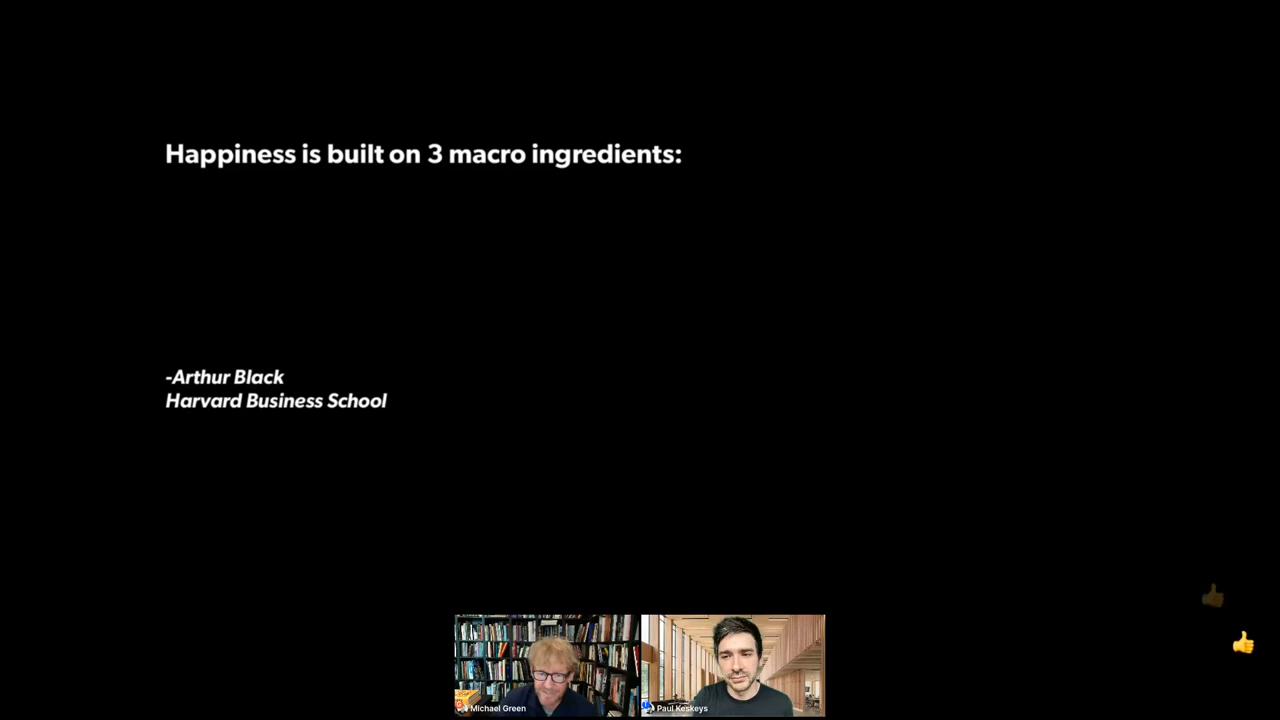 Happiness is built on 3 macro ingredients:
-Arthur Black
Harvard Business School
Michael Green
Paul Keskeys